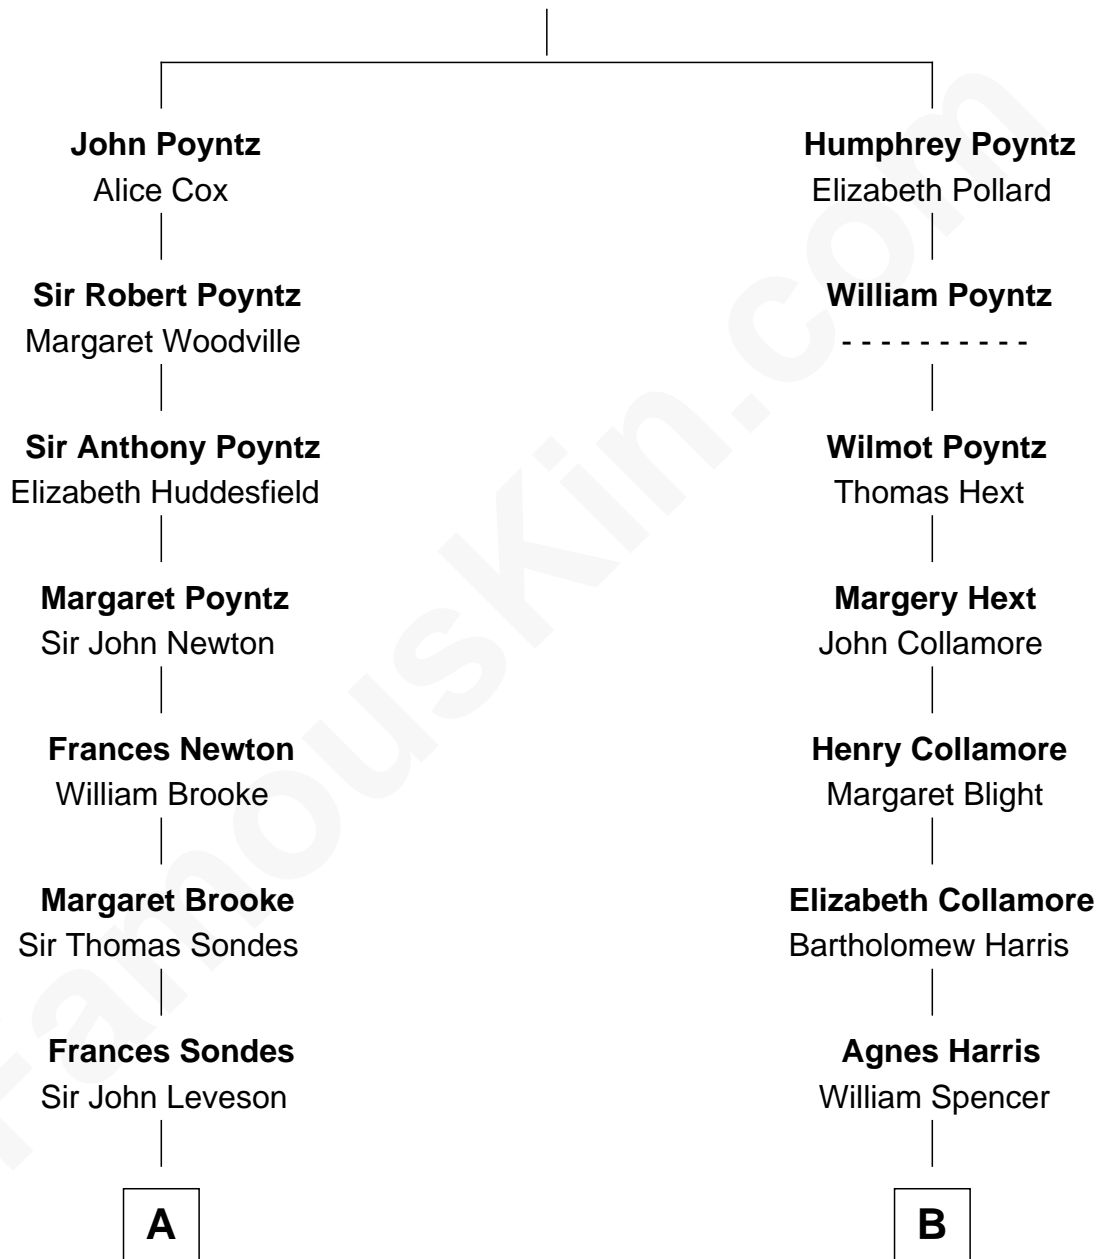 John Poyntz
Alice Cox
Humphrey Poyntz
Elizabeth Pollard
Sir Robert Poyntz
Margaret Woodville
William Poyntz
- - - - - - - - - -
Sir Anthony Poyntz
Elizabeth Huddesfield
Wilmot Poyntz
Thomas Hext
Margaret Poyntz
Sir John Newton
Margery Hext
John Collamore
Frances Newton
William Brooke
Henry Collamore
Margaret Blight
Margaret Brooke
Sir Thomas Sondes
Elizabeth Collamore
Bartholomew Harris
Frances Sondes
Sir John Leveson
Agnes Harris
William Spencer
A
B
FamousKin.com